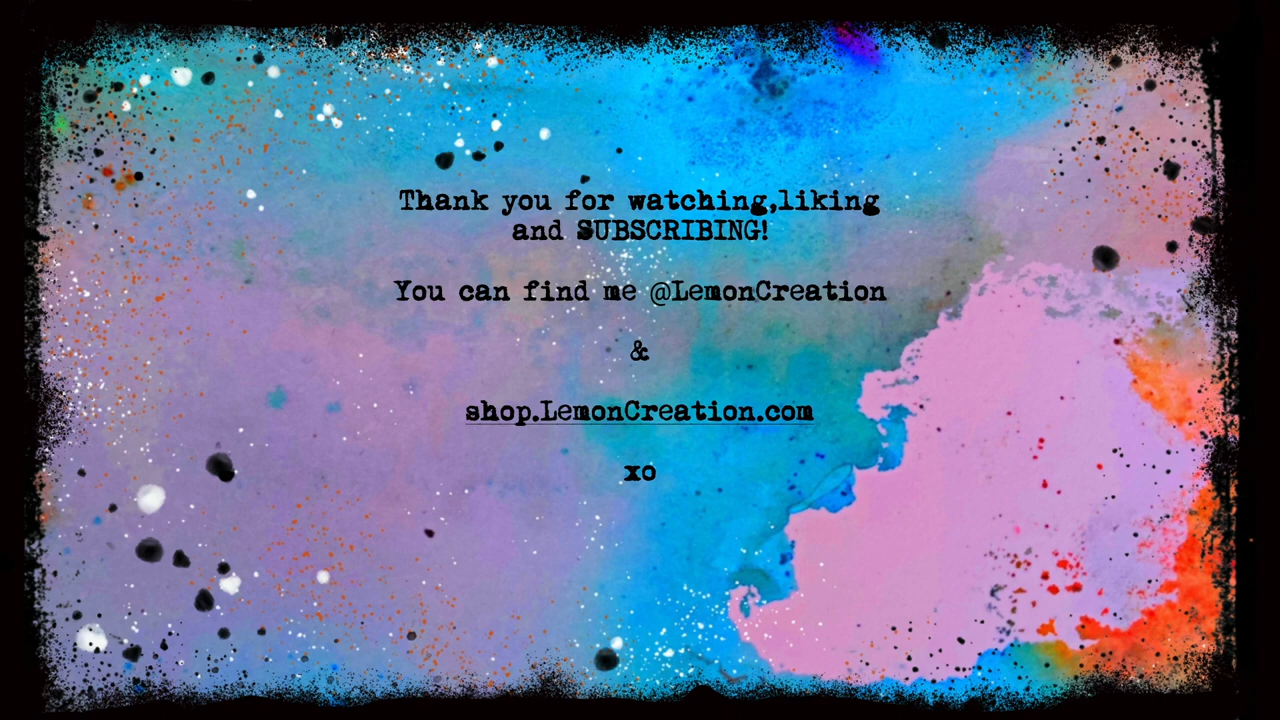 Thank you for watching,liking
and SUBSCRIBING!
You can find me @LemonCreation
&
shop.LemonCreation.com
xo